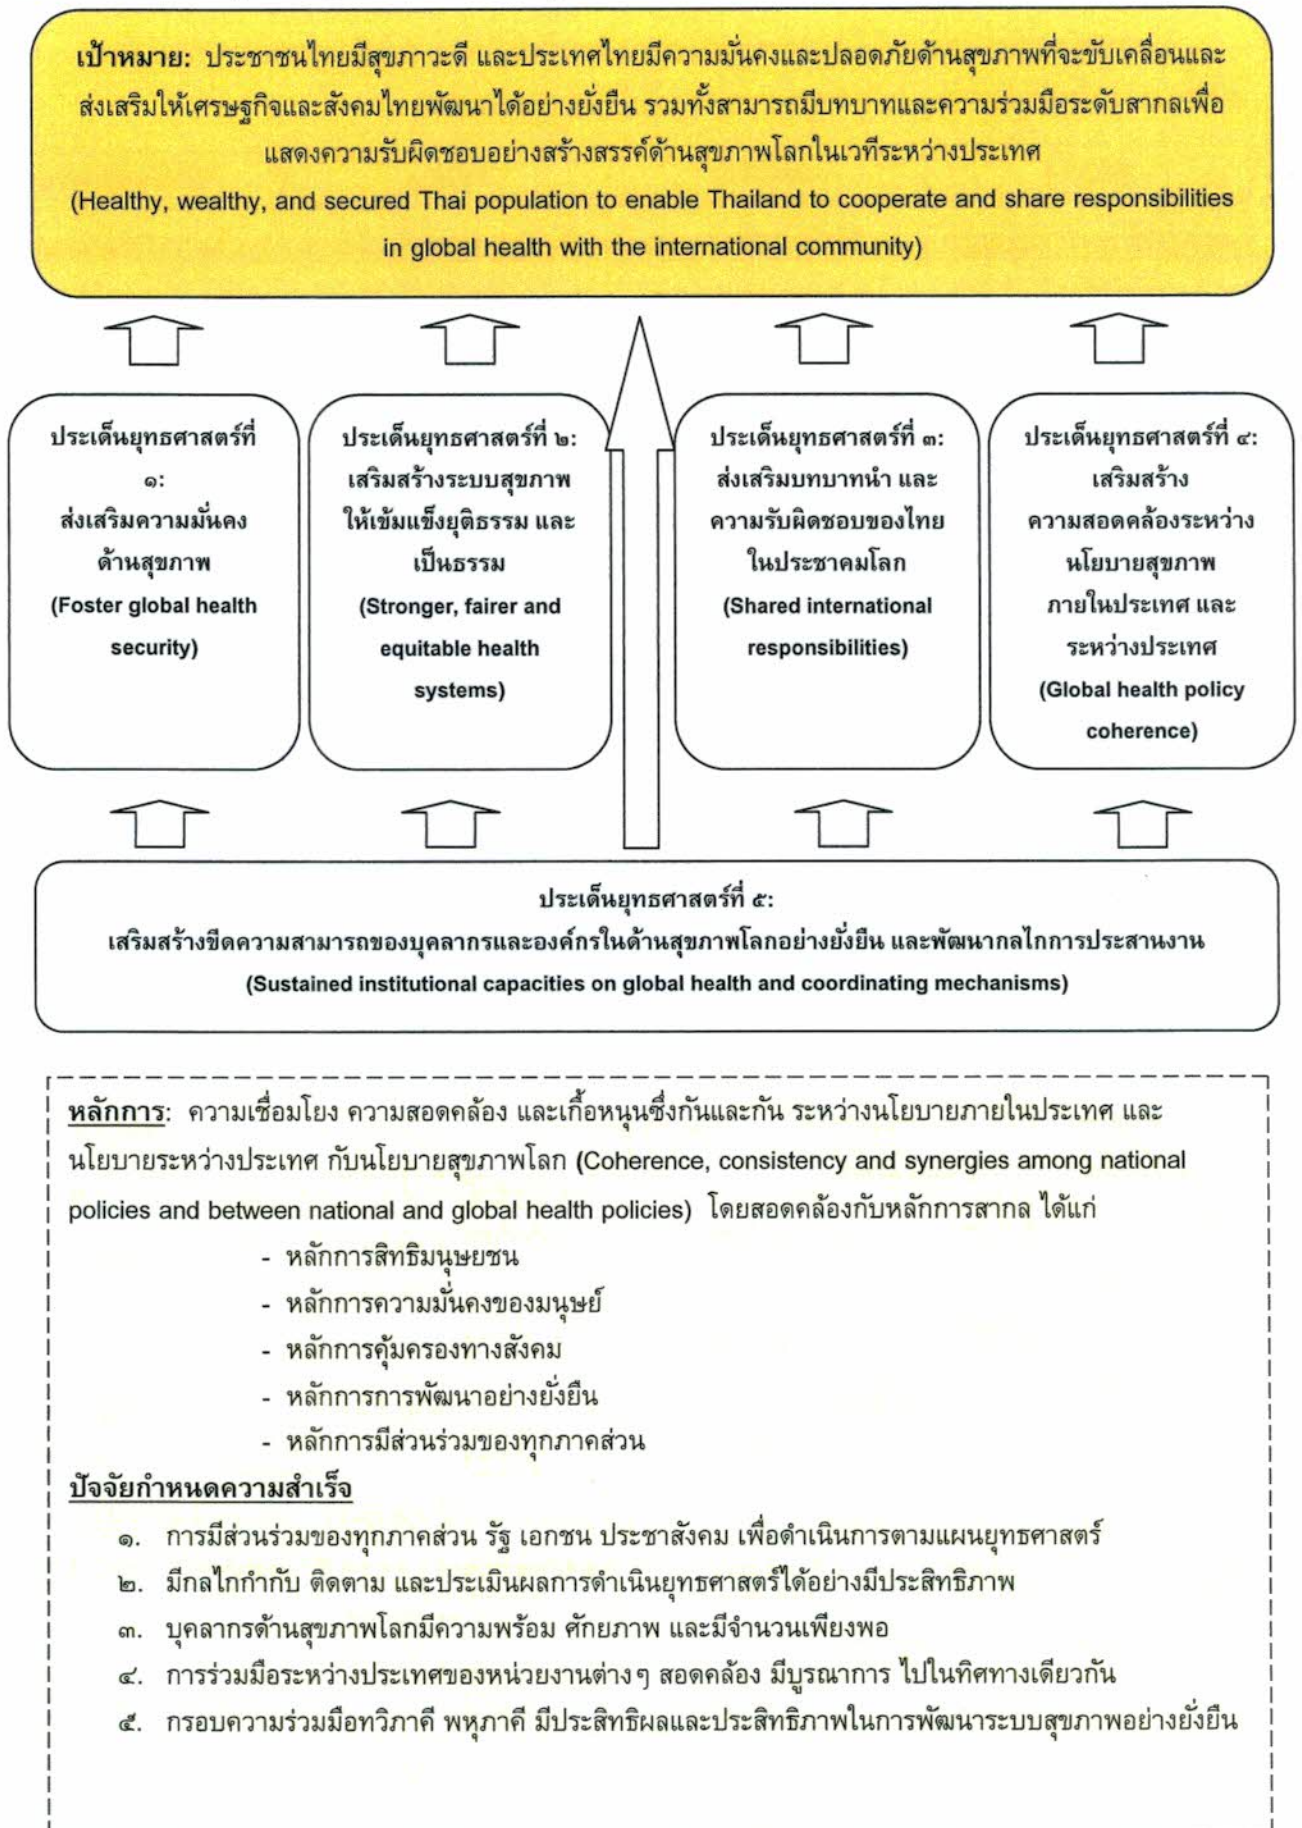 เป้าหมาย: ประชาชนไทยมีสุขภาวะดี และประเทศไทยมีความมั่นคงและปลอดภัยด้านสุขภาพที่จะขับเคลื่อนและ
ส่งเสริมให้เศรษฐกิจและสังคมไทยพัฒนาได้อย่างยั่งยืน รวมทั้งสามารถมีบทบาทและความร่วมมือระดับสากลเพื่อ
แสดงความรับผิดชอบอย่างสร้างสรรค์ด้านสุขภาพโลกในเวทีระหว่างประเทศ
(Healthy, wealthy, and secured Thai population to enable Thailand to cooperate and share responsibilities
in global health with the international community)
ประเด็นยุทธศาสตร์ที่
๑:
ส่งเสริมความมั่นคง
ด้านสุขภาพ
(Foster global health
security)
ประเด็นยุทธศาสตร์ที่ ๒:
เสริมสร้างระบบสุขภาพ
ให้เข้มแข็งยุติธรรม และ
เป็นธรรม
(Stronger, fairer and
equitable health
systems)
ประเด็นยุทธศาสตร์ที่ ๓:
ส่งเสริมบทบาทนำ และ
ความรับผิดชอบของไทย
ในประชาคมโลก
(Shared international
responsibilities)
ประเด็นยุทธศาสตร์ที่ ๔:
เสริมสร้าง
ความสอดคล้องระหว่าง
นโยบายสุขภาพ
ภายในประเทศ และ
ระหว่างประเทศ
(Global health policy
coherence)
ประเด็นยุทธศาสตร์ที่ ๕:
เสริมสร้างขีดความสามารถของบุคลากรและองค์กรในด้านสุขภาพโลกอย่างยั่งยืน และพัฒนากลไกการประสานงาน
(Sustained institutional capacities on global health and coordinating mechanisms)
หลักการ: ความเชื่อมโยง ความสอดคล้อง และเกื้อหนุนซึ่งกันและกัน ระหว่างนโยบายภายในประเทศ และ
นโยบายระหว่างประเทศ กับนโยบายสุขภาพโลก (Coherence, consistency and synergies among national
policies and between national and global health policies) โดยสอดคล้องกับหลักการสากล ได้แก่
- หลักการสิทธิมนุษยชน
- หลักการความมั่นคงของมนุษย์
- หลักการคุ้มครองทางสังคม
- หลักการการพัฒนาอย่างยั่งยืน
- หลักการมีส่วนร่วมของทุกภาคส่วน
ปัจจัยกำหนดความสำเร็จ
๑. การมีส่วนร่วมของทุกภาคส่วน รัฐ เอกชน ประชาสังคม เพื่อดำเนินการตามแผนยุทธศาสตร์
๒. มีกลไกกำกับ ติดตาม และประเมินผลการดำเนินยุทธศาสตร์ได้อย่างมีประสิทธิภาพ
๓. บุคลากรด้านสุขภาพโลกมีความพร้อม ศักยภาพ และมีจำนวนเพียงพอ
๔. การร่วมมือระหว่างประเทศของหน่วยงานต่างๆ สอดคล้อง มีบูรณาการ ไปในทิศทางเดียวกัน
๕. กรอบความร่วมมือทวิภาคี พหุภาคี มีประสิทธิผลและประสิทธิภาพในการพัฒนาระบบสุขภาพอย่างยั่งยืน